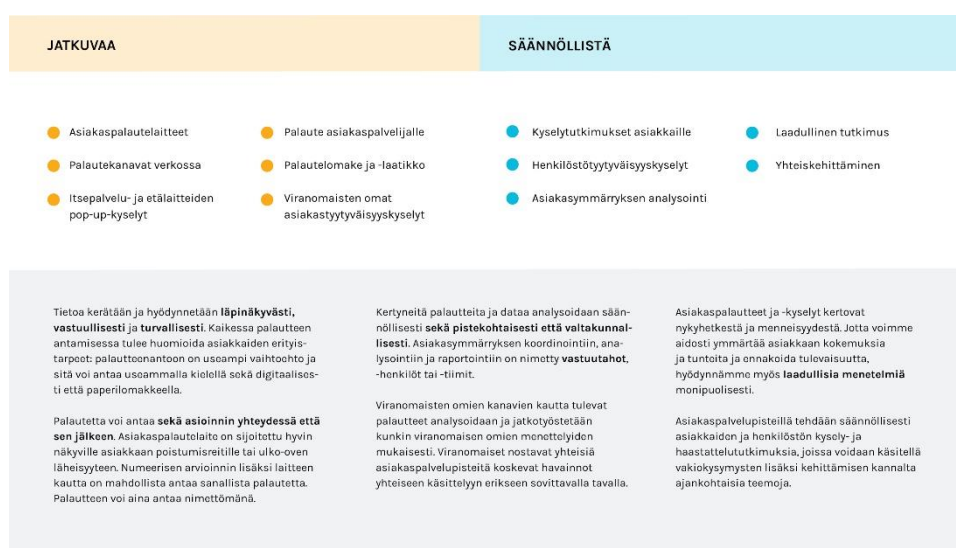 JATKUVAA
SÄÄNNÖLLISTÄ
Asiakaspalautelaitteet
Palautekanavat verkossa
Itsepalvelu- ja etälaitteiden
pop-up-kyselyt
Palaute asiakaspalvelijalle
Palautelomake ja -laatikko
Viranomaisten omat
asiakastyytyväisyyskyselyt
Kyselytutkimukset asiakkaille
Henkilöstötyytyväisyyskyselyt
Asiakasymmärryksen analysointi
Laadullinen tutkimus
Yhteiskehittäminen
Tietoa kerätään ja hyödynnetään läpinäkyvästi,
vastuullisesti ja turvallisesti. Kaikessa palautteen
antamisessa tulee huomioida asiakkaiden erityis-
tarpeet: palautteenantoon on useampi vaihtoehto ja
sitä voi antaa useammalla kielellä sekä digitaalises-
ti että paperilomakkeella.
Palautetta voi antaa sekä asioinnin yhteydessä että
sen jälkeen. Asiakaspalautelaite on sijoitettu hyvin
näkyville asiakkaan poistumisreitille tai ulko-oven
läheisyyteen. Numeerisen arvioinnin lisäksi laitteen
kautta on mahdollista antaa sanallista palautetta.
Palautteen voi aina antaa nimettömänä.
Kertyneitä palautteita ja dataa analysoidaan sään-
nöllisesti sekä pistekohtaisesti että valtakunnal-
lisesti. Asiakasymmärryksen koordinointiin, ana-
lysointiin ja raportointiin on nimetty vastuutahot,
-henkilöt tai -tiimit.
Viranomaisten omien kanavien kautta tulevat
palautteet analysoidaan ja jatkotyöstetään
kunkin viranomaison omien menettelyiden
mukaisesti. Viranomaiset nostavat yhteisiä
asiakaspalvelupisteitä koskevat havainnot
yhteiseen käsittelyyn erikseen sovittavalla tavalla.
Asiakaspalautteet ja -kyselyt kertovat
nykyhetkestä ja menneisyydestä. Jotta voimme
aidosti ymmärtää asiakkaan kokemuksia
ja tunteita ja ennakoida tulevaisuutta,
hyödynnämme myös laadullisia menetelmiä
monipuolisesti.
Asiakaspalvelupisteillä tehdään säännöllisesti
asiakkaiden ja henkilöstön kysely- ja
haastattelututkimuksia, joissa voidaan käsitellä
vakiokysymysten lisäksi kehittämisen kannalta
ajankohtaisia teemoja.